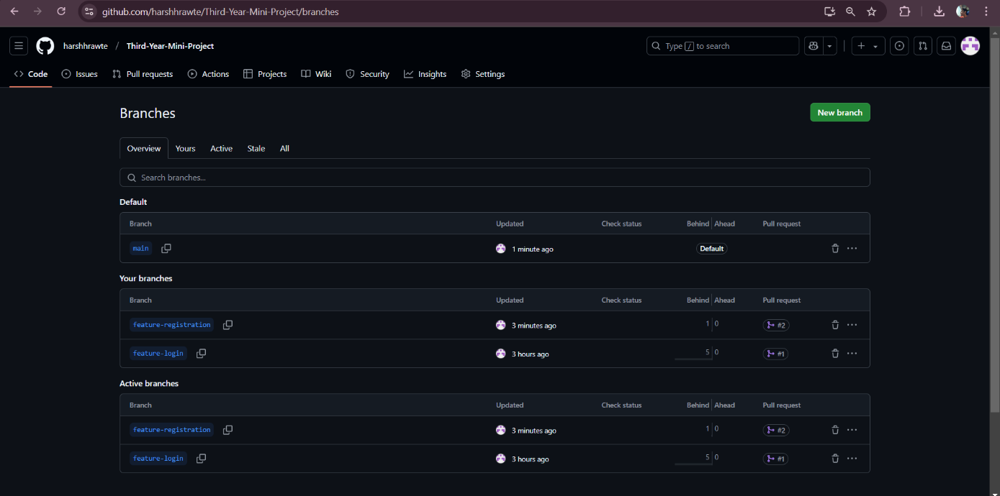 github.com/harshhrawte/Third-Year-Mini-Project/branches
harshhrawte / Third-Year-Mini-Project
Type / to search
Code Issues Pull requests Actions Projects Wiki Security Insights Settings
Branches
New branch
Overview Yours Active Stale All
Search branches...
Default
Branch Updated Check status Behind Ahead Pull request
main 1 minute ago Default
Your branches
Branch Updated Check status Behind Ahead Pull request
feature-registration 3 minutes ago 1 0 #2
feature-login 3 hours ago 5 0 #1
Active branches
Branch Updated Check status Behind Ahead Pull request
feature-registration 3 minutes ago 1 0 #2
feature-login 3 hours ago 5 0 #1